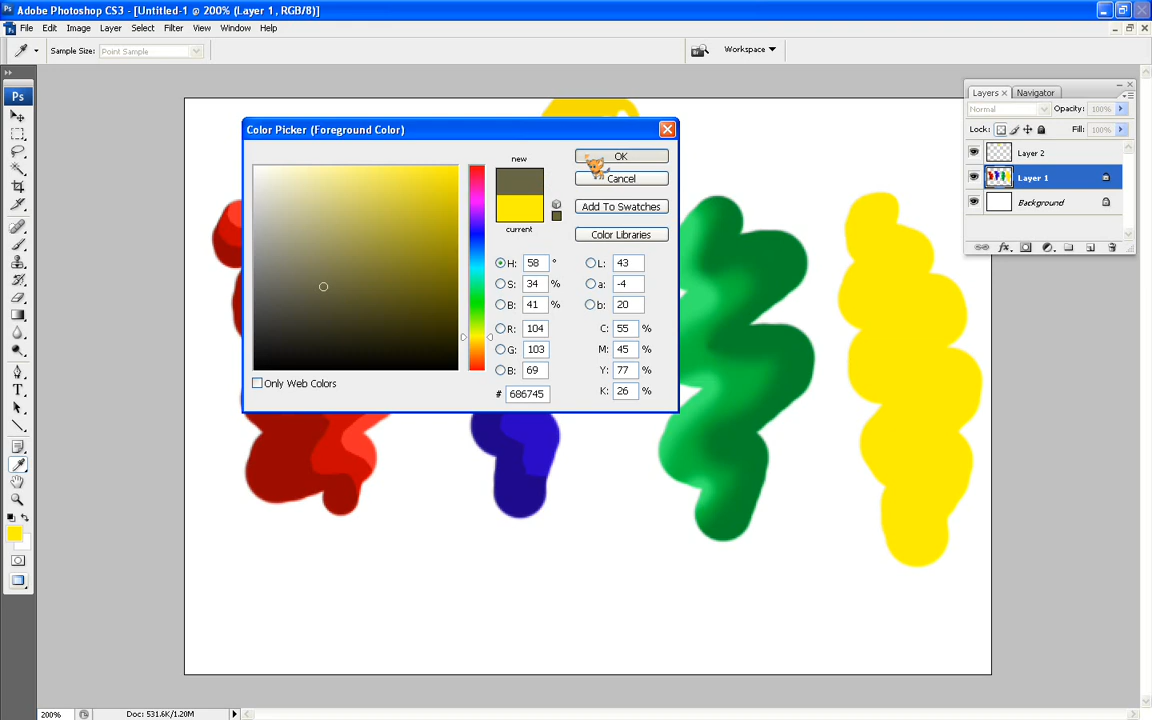 Adobe Photoshop CS3 - [Untitled-1 @ 200% (Layer 1, RGB/8)]
File Edit Image Layer Select Filter View Window Help
Sample Size: Point Sample Workspace
Ps
Color Picker (Foreground Color)
new
current
OK
Cancel
Add To Swatches
Color Libraries
H: 58 °
S: 34 %
B: 41 %
R: 104
G: 103
B: 69
# 686745
L: 43
a: -4
b: 20
C: 55 %
M: 45 %
Y: 77 %
K: 26 %
Only Web Colors
Layers Navigator
Normal Opacity: 100%
Lock: Fill: 100%
Layer 2
Layer 1
Background
T
200% Doc: 531.6K/1.20M